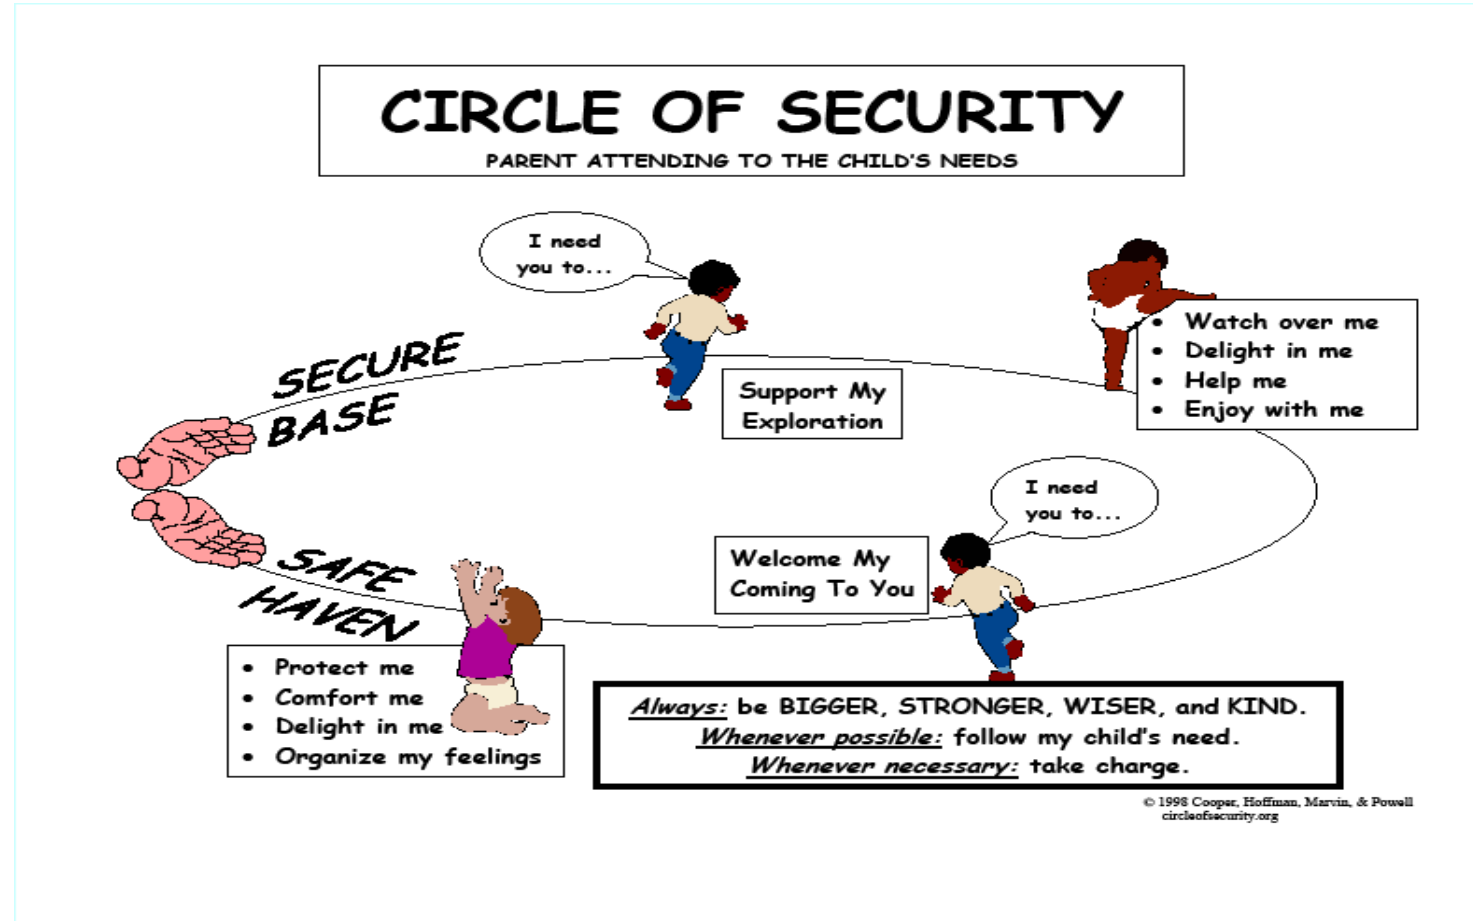 CIRCLE OF SECURITY
PARENT ATTENDING TO THE CHILD'S NEEDS
I need
you to...
SECURE
BASE
Support My
Exploration
• Watch over me
• Delight in me
• Help me
• Enjoy with me
I need
you to...
Welcome My
Coming To You
SAFE
HAVEN
• Protect me
• Comfort me
• Delight in me
• Organize my feelings
Always: be BIGGER, STRONGER, WISER, and KIND.
Whenever possible: follow my child's need.
Whenever necessary: take charge.
© 1998 Cooper, Hoffman, Marvin, & Powell
circleofsecurity.org